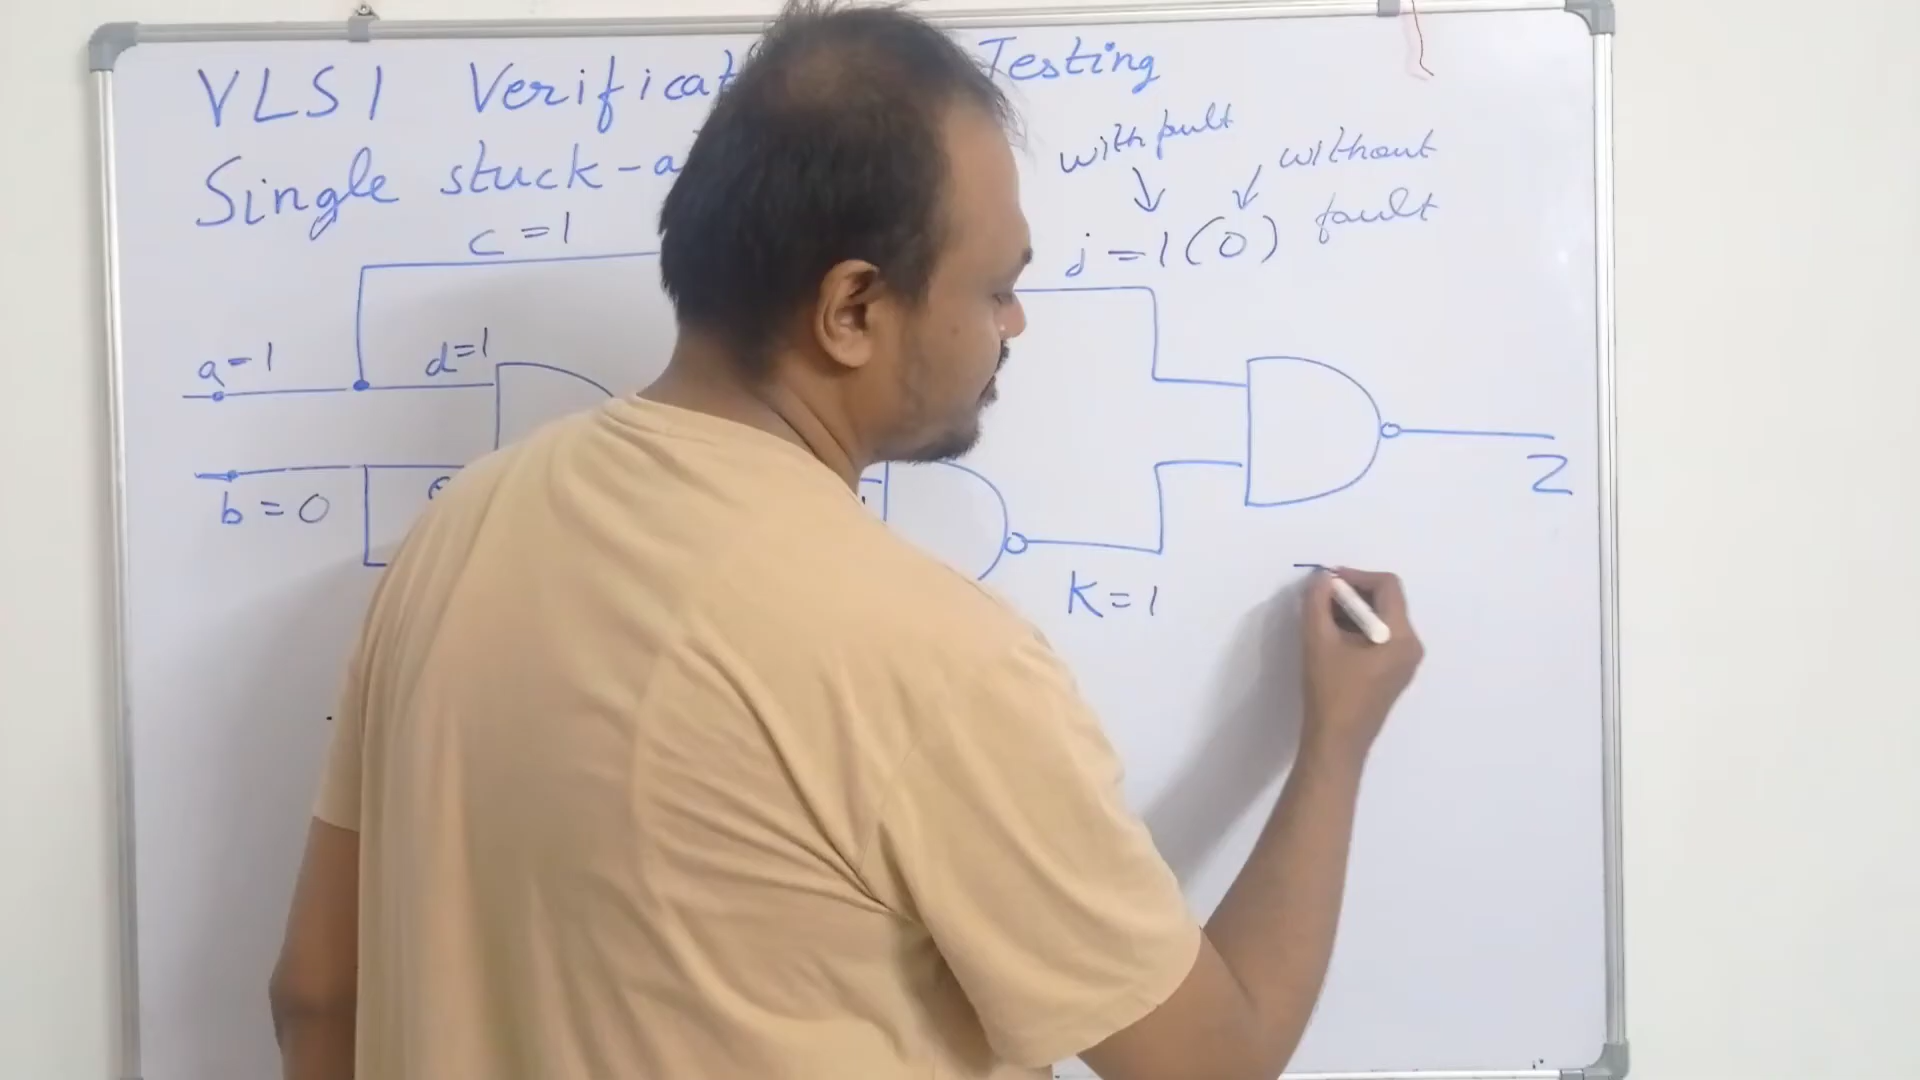 VLSI Verificat Testing
Single stuck-a
with fault
without fault
c = 1
j = 1 (0)
a = 1
d = 1
b = 0
e
Z
K = 1